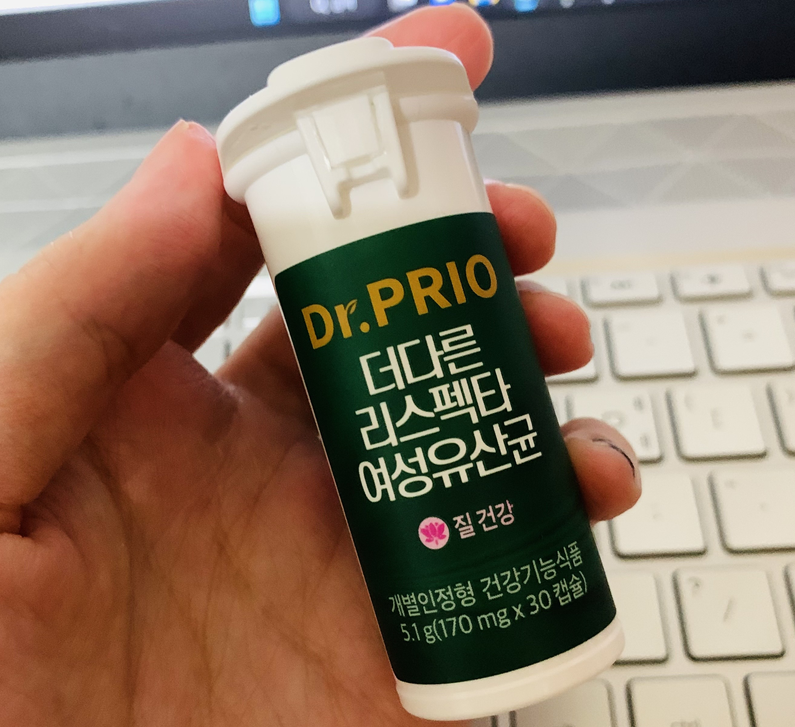 Dr.PRIO
더다른
리스펙타
여성유산균
질 건강
개별인정형 건강기능식품
5.1 g(170 mg x 30 캡슐)